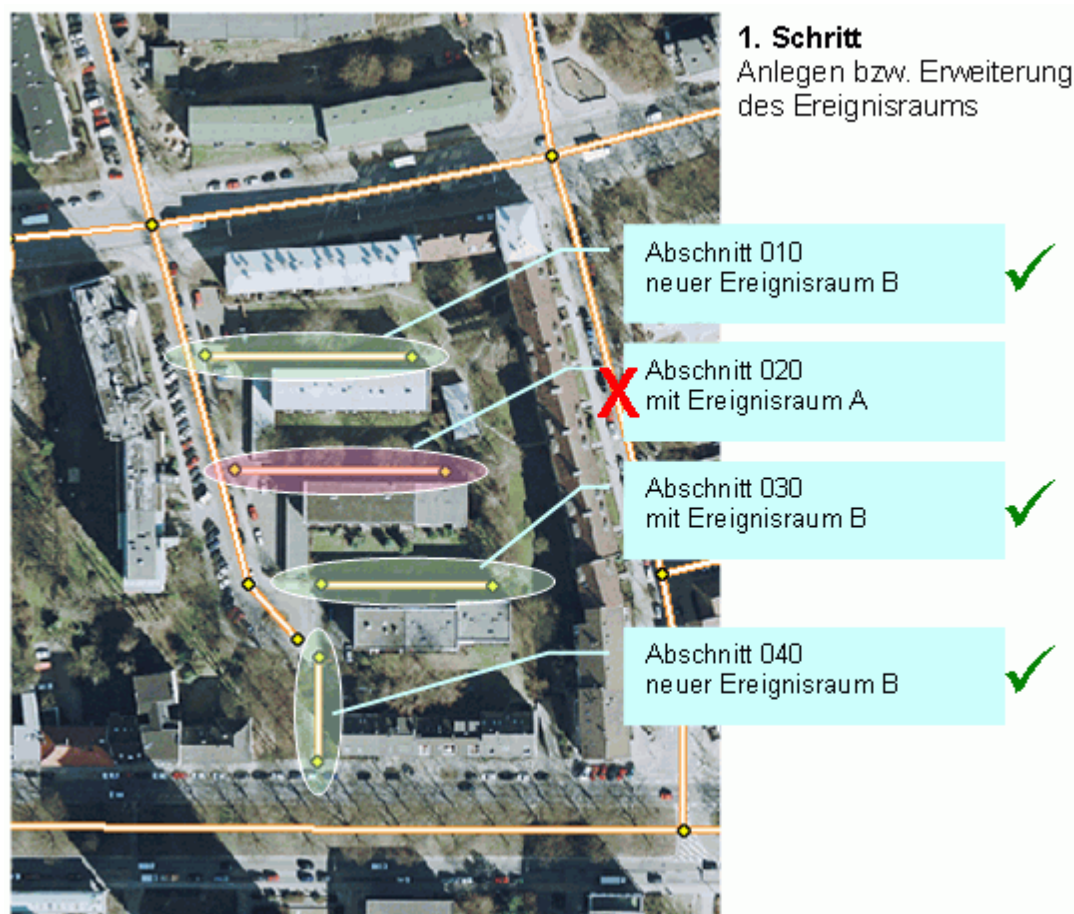 1. Schritt
Anlegen bzw. Erweiterung
des Ereignisraums
Abschnitt 010
neuer Ereignisraum B
Abschnitt 020
mit Ereignisraum A
X
Abschnitt 030
mit Ereignisraum B
Abschnitt 040
neuer Ereignisraum B